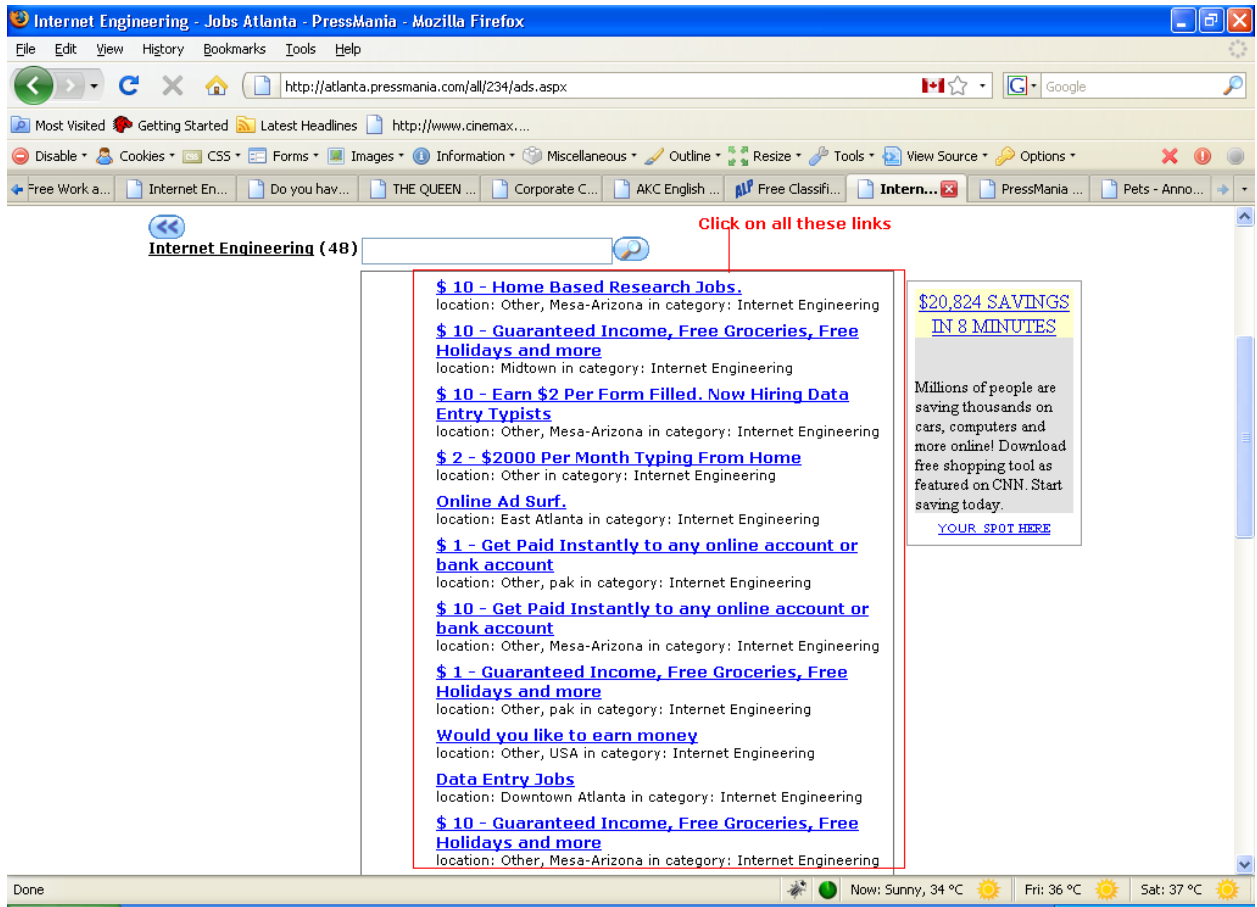 Internet Engineering - Jobs Atlanta - PressMania - Mozilla Firefox
File Edit View History Bookmarks Tools Help
http://atlanta.pressmania.com/all/234/ads.aspx G Google
Most Visited Getting Started Latest Headlines http://www.cinemax....
Disable Cookies CSS Forms Images Information Miscellaneous Outline Resize Tools View Source Options
Free Work a... Internet En... Do you hav... THE QUEEN ... Corporate C... AKC English ... ALP Free Classifi... Intern... PressMania ... Pets - Anno...
Click on all these links
Internet Engineering (48)
$ 10 - Home Based Research Jobs.
location: Other, Mesa-Arizona in category: Internet Engineering
$ 10 - Guaranteed Income, Free Groceries, Free
Holidays and more
location: Midtown in category: Internet Engineering
$ 10 - Earn $2 Per Form Filled. Now Hiring Data
Entry Typists
location: Other, Mesa-Arizona in category: Internet Engineering
$ 2 - $2000 Per Month Typing From Home
location: Other in category: Internet Engineering
Online Ad Surf.
location: East Atlanta in category: Internet Engineering
$ 1 - Get Paid Instantly to any online account or
bank account
location: Other, pak in category: Internet Engineering
$ 10 - Get Paid Instantly to any online account or
bank account
location: Other, Mesa-Arizona in category: Internet Engineering
$ 1 - Guaranteed Income, Free Groceries, Free
Holidays and more
location: Other, pak in category: Internet Engineering
Would you like to earn money
location: Other, USA in category: Internet Engineering
Data Entry Jobs
location: Downtown Atlanta in category: Internet Engineering
$ 10 - Guaranteed Income, Free Groceries, Free
Holidays and more
location: Other, Mesa-Arizona in category: Internet Engineering
$20,824 SAVINGS
IN 8 MINUTES
Millions of people are
saving thousands on
cars, computers and
more online! Download
free shopping tool as
featured on CNN. Start
saving today.
YOUR SPOT HERE
Done Now: Sunny, 34 °C Fri: 36 °C Sat: 37 °C